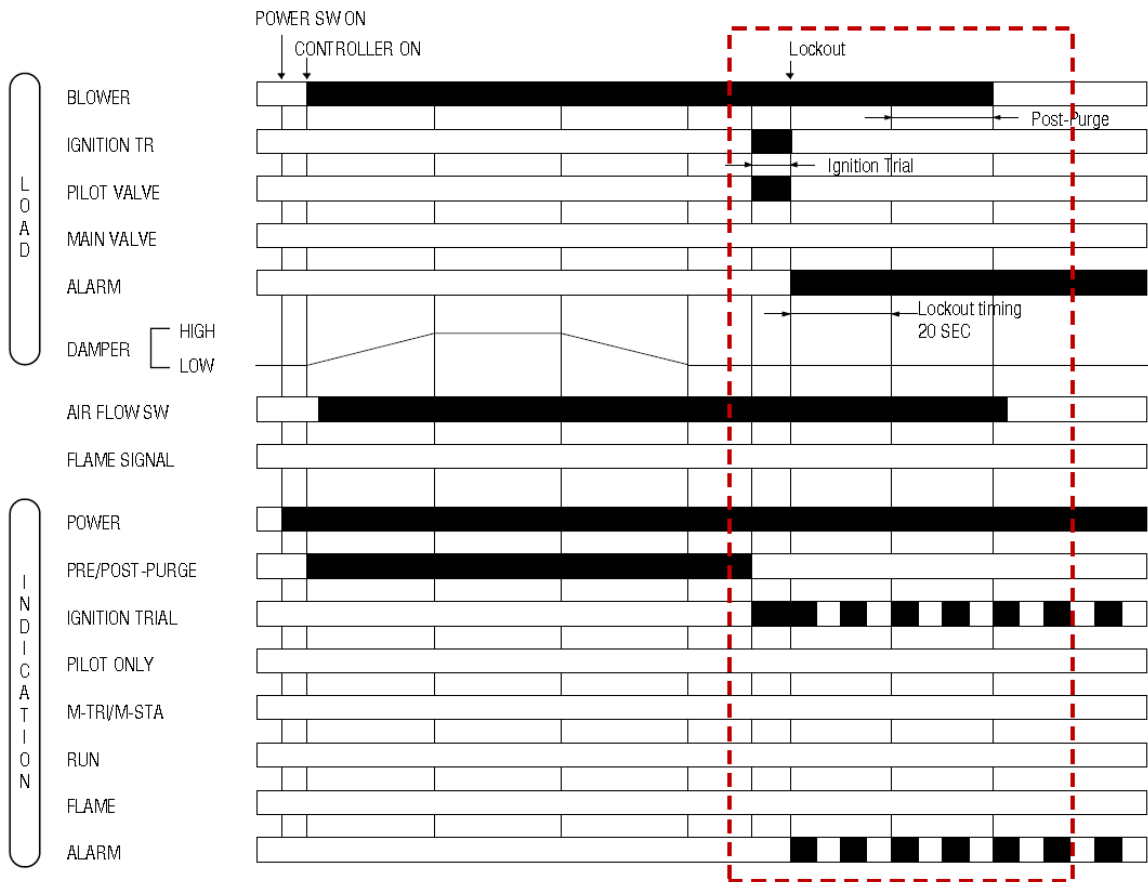 POWER SW ON
CONTROLLER ON
Lockout
LOAD
BLOWER
Post-Purge
IGNITION TR
Ignition Trial
PILOT VALVE
MAIN VALVE
ALARM
Lockout timing
20 SEC
HIGH
DAMPER
LOW
AIR FLOW SW
FLAME SIGNAL
INDICATION
POWER
PRE/POST-PURGE
IGNITION TRIAL
PILOT ONLY
M-TRI/M-STA
RUN
FLAME
ALARM